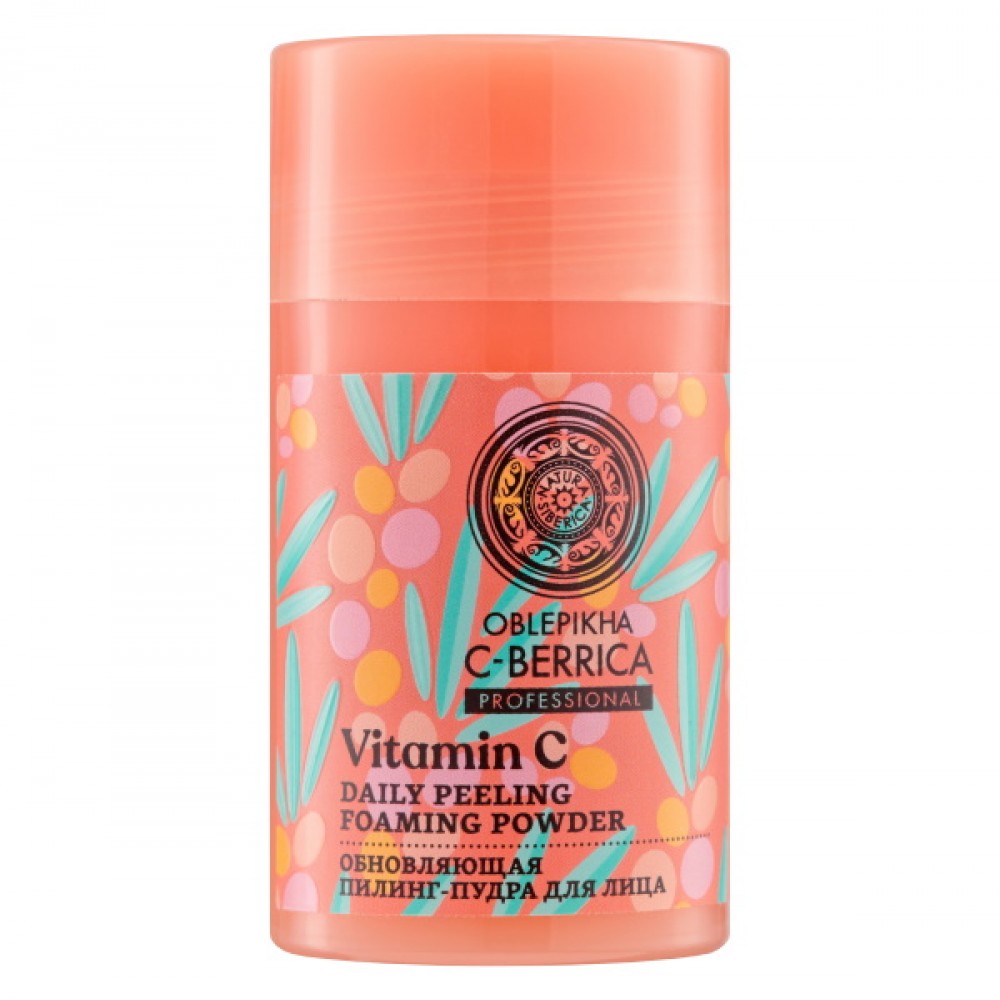 NATURA
SIBERICA
OBLEPIKHA
C-BERRICA
PROFESSIONAL
Vitamin C
DAILY PEELING
FOAMING POWDER
ОБНОВЛЯЮЩАЯ
ПИЛИНГ-ПУДРА ДЛЯ ЛИЦА